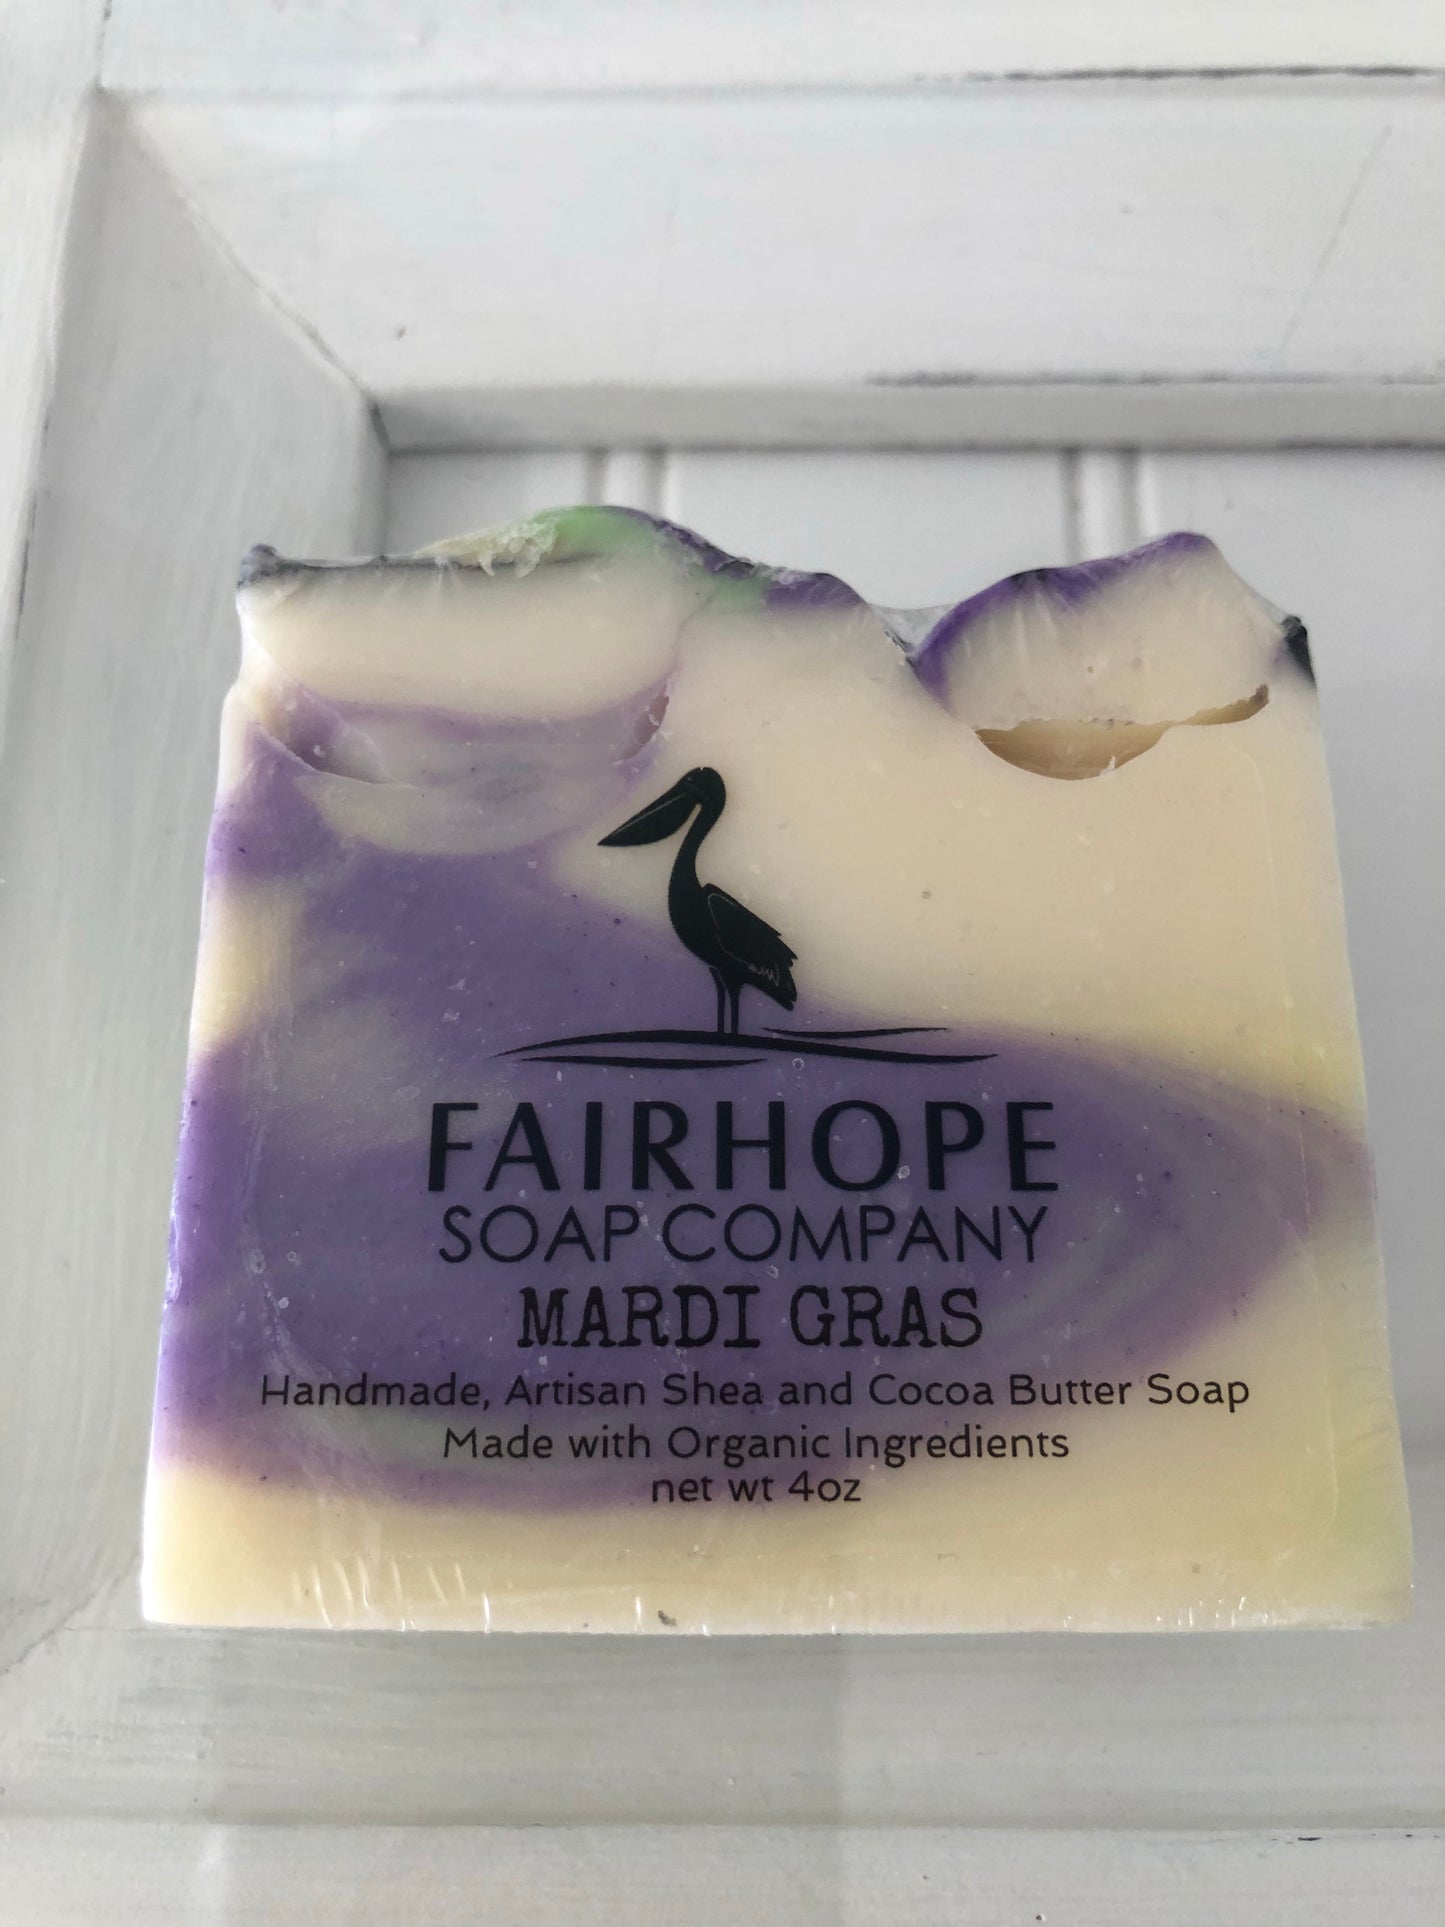 FAIRHOPE
SOAP COMPANY
MARDI GRAS
Handmade, Artisan Shea and Cocoa Butter Soap
Made with Organic Ingredients
net wt 4oz